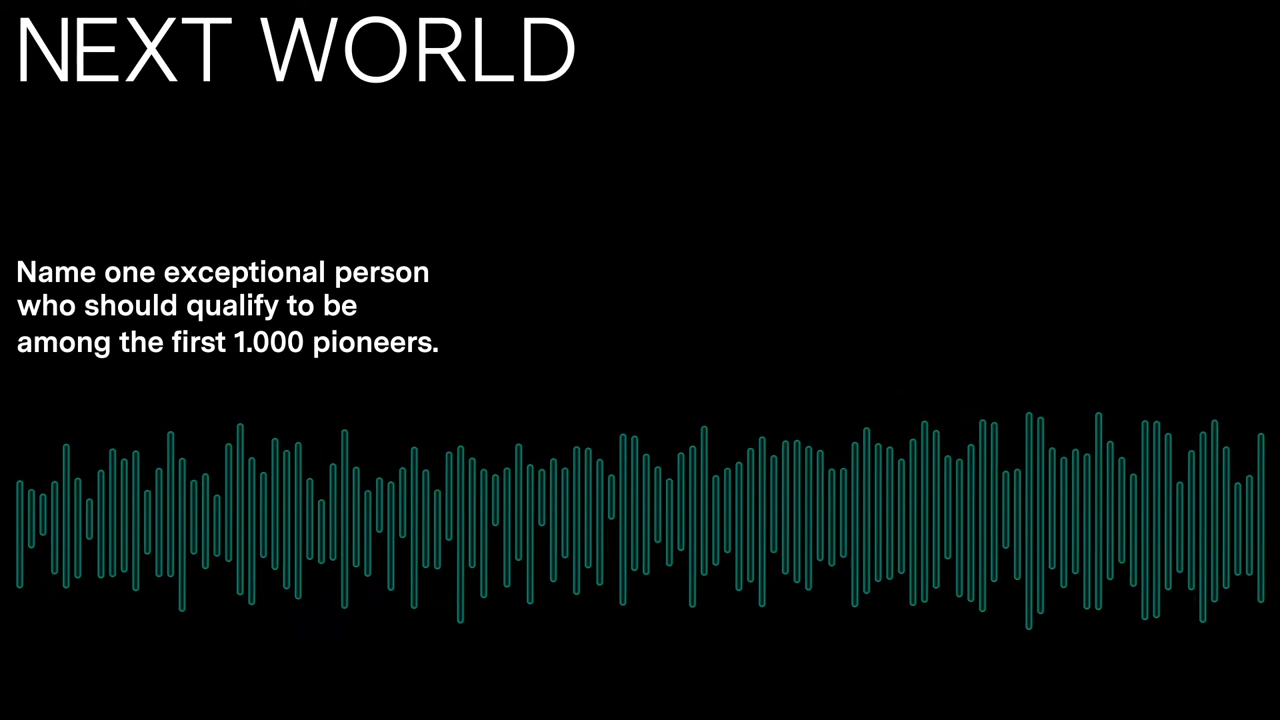 NEXT WORLD
Name one exceptional person
who should qualify to be
among the first 1.000 pioneers.